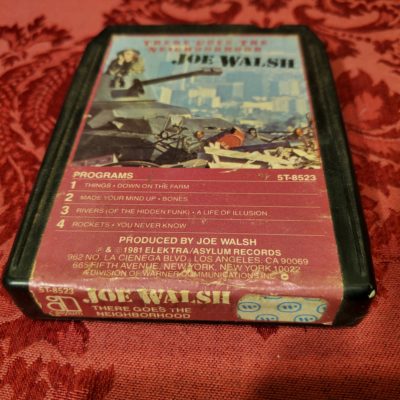 THERE GOES THE
NEIGHBORHOOD
JOE WALSH
PROGRAMS 5T-8523
1 THINGS • DOWN ON THE FARM
2 MADE YOUR MIND UP • BONES
3 RIVERS (OF THE HIDDEN FUNK) • A LIFE OF ILLUSION
4 ROCKETS • YOU NEVER KNOW
PRODUCED BY JOE WALSH
℗ & © 1981 ELEKTRA/ASYLUM RECORDS
962 NO. LA CIENEGA BLVD., LOS ANGELES, CA 90069
665 FIFTH AVENUE, NEW YORK, NEW YORK 10022
A DIVISION OF WARNER COMMUNICATIONS INC.
5T-8523
JOE WALSH
THERE GOES THE
NEIGHBORHOOD